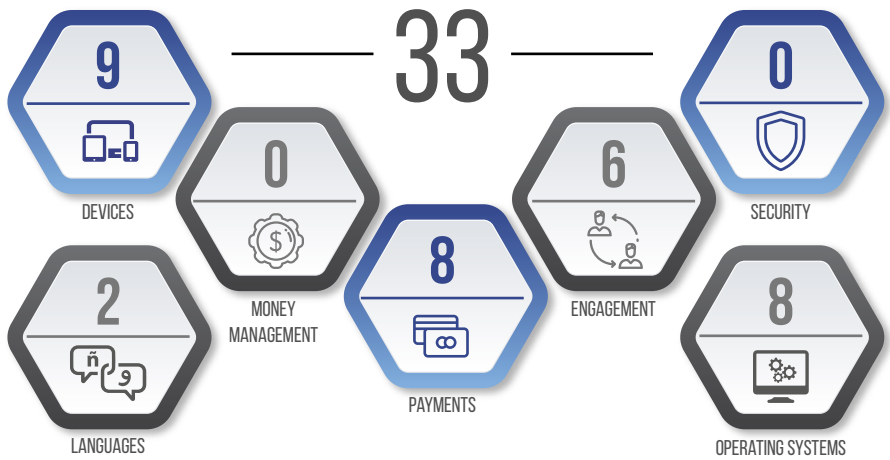 33
9
DEVICES
0
MONEY
MANAGEMENT
8
PAYMENTS
6
ENGAGEMENT
0
SECURITY
2
ñ
و
LANGUAGES
8
OPERATING SYSTEMS